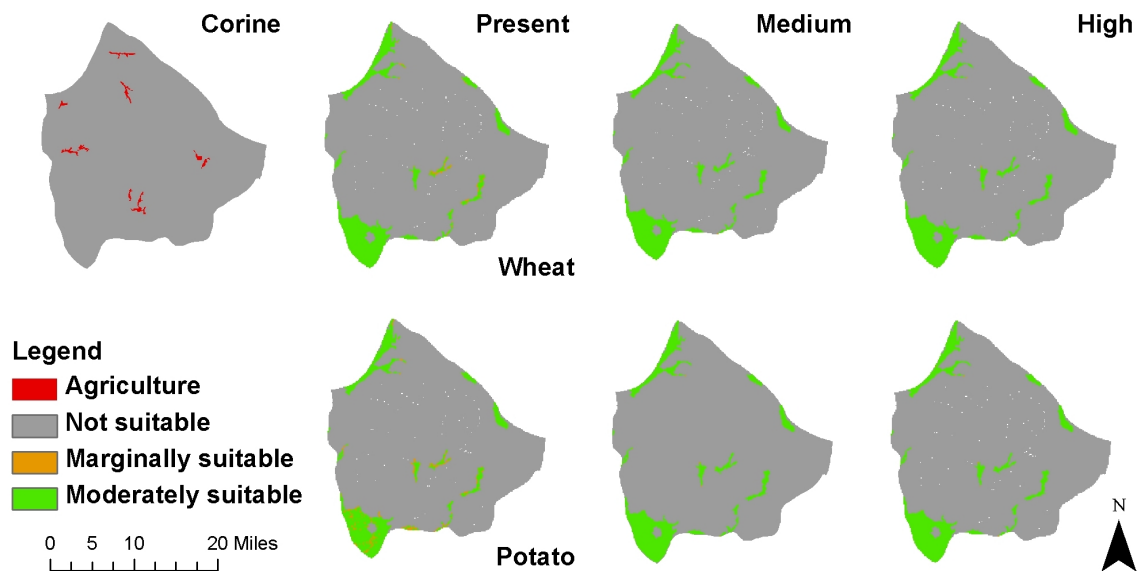 Corine
Present
Medium
High
Wheat
Legend
Agriculture
Not suitable
Marginally suitable
Moderately suitable
0 5 10 20 Miles
Potato
N